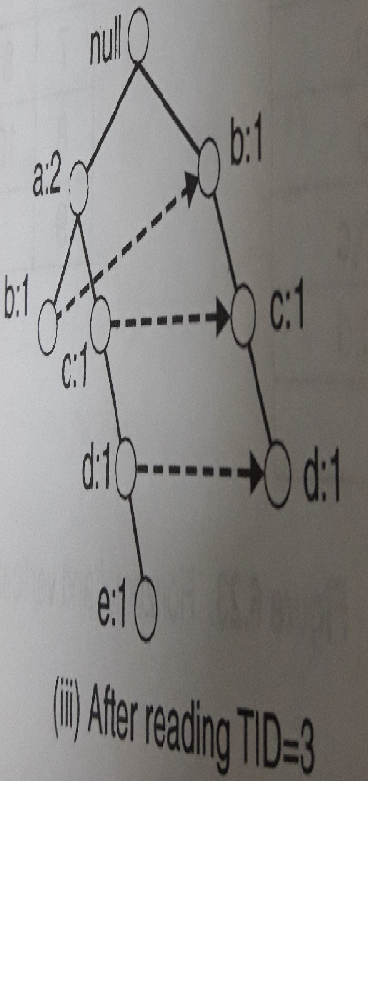 null
b:1
a:2
b:1
c:1
c:1
d:1
d:1
e:1
(iii) After reading TID=3